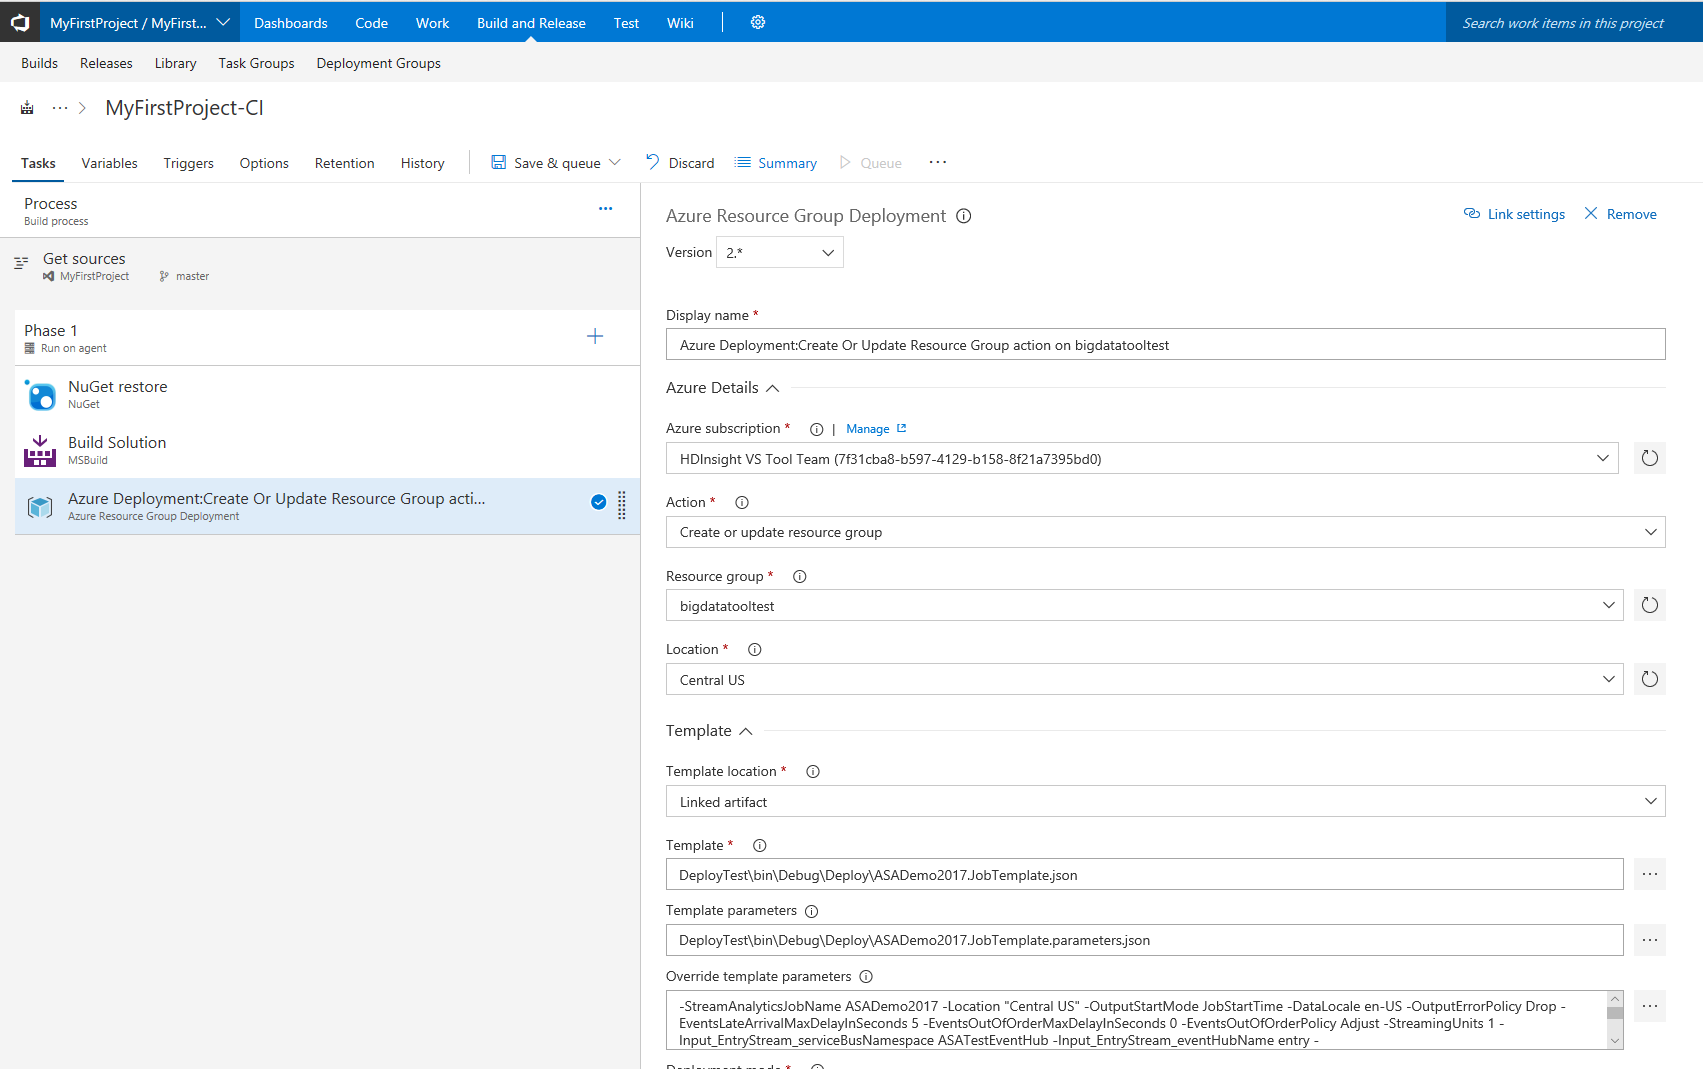 MyFirstProject / MyFirst...
Dashboards Code Work Build and Release Test Wiki
Search work items in this project
Builds Releases Library Task Groups Deployment Groups
··· MyFirstProject-CI
Tasks Variables Triggers Options Retention History Save & queue Discard Summary Queue ···
Process
Build process
Get sources
MyFirstProject master
Phase 1
Run on agent
NuGet restore
NuGet
Build Solution
MSBuild
Azure Deployment:Create Or Update Resource Group acti...
Azure Resource Group Deployment
Azure Resource Group Deployment
Link settings Remove
Version 2.*
Display name *
Azure Deployment:Create Or Update Resource Group action on bigdatatooltest
Azure Details
Azure subscription * | Manage
HDInsight VS Tool Team (7f31cba8-b597-4129-b158-8f21a7395bd0)
Action *
Create or update resource group
Resource group *
bigdatatooltest
Location *
Central US
Template
Template location *
Linked artifact
Template *
DeployTest\bin\Debug\Deploy\ASADemo2017.JobTemplate.json
Template parameters
DeployTest\bin\Debug\Deploy\ASADemo2017.JobTemplate.parameters.json
Override template parameters
-StreamAnalyticsJobName ASADemo2017 -Location "Central US" -OutputStartMode JobStartTime -DataLocale en-US -OutputErrorPolicy Drop -
EventsLateArrivalMaxDelayInSeconds 5 -EventsOutOfOrderMaxDelayInSeconds 0 -EventsOutOfOrderPolicy Adjust -StreamingUnits 1 -
Input_EntryStream_serviceBusNamespace ASATestEventHub -Input_EntryStream_eventHubName entry -
Deployment mode *